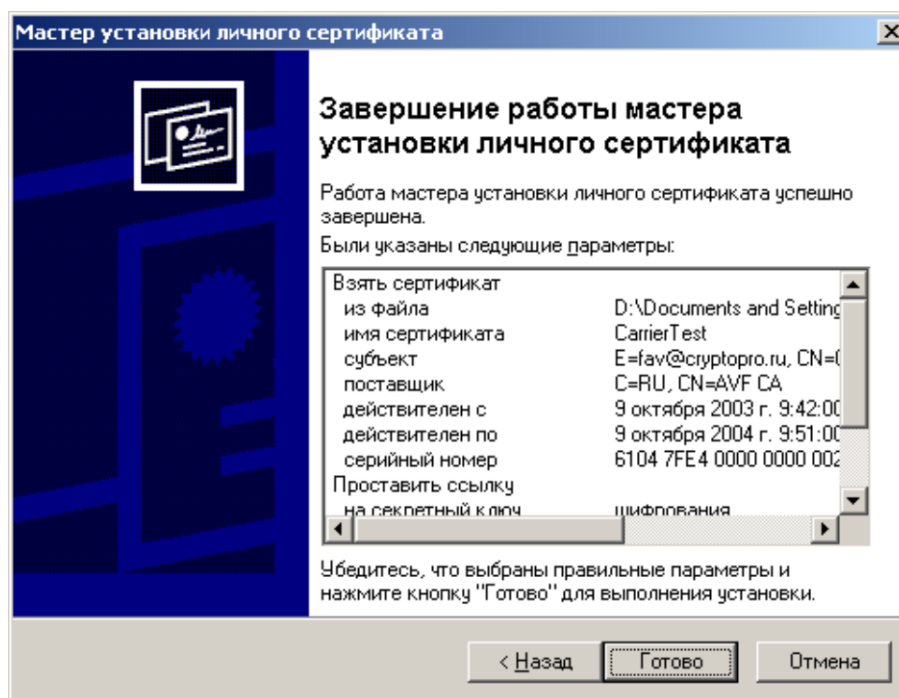 Мастер установки личного сертификата
Завершение работы мастера
установки личного сертификата
Работа мастера установки личного сертификата успешно
завершена.
Были указаны следующие параметры:
Взять сертификат
из файла D:\Documents and Setting
имя сертификата CarrierTest
субъект E=fav@cryptopro.ru, CN=
поставщик C=RU, CN=AVF CA
действителен с 9 октября 2003 г. 9:42:00
действителен по 9 октября 2004 г. 9:51:00
серийный номер 6104 7FE4 0000 0000 002
Проставить ссылку
на секретный ключ шифрования
Убедитесь, что выбраны правильные параметры и
нажмите кнопку "Готово" для выполнения установки.
< Назад Готово Отмена